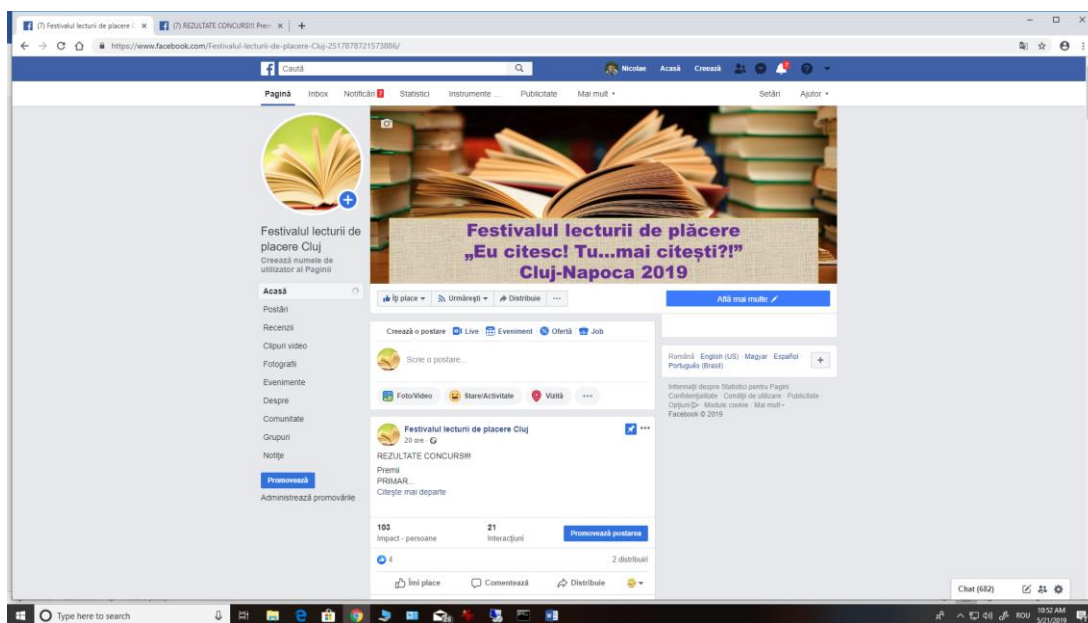 (7) Festivalul lecturii de placere C
(7) REZULTATE CONCURS!!! Prem
https://www.facebook.com/Festivalul-lecturii-de-placere-Cluj-2517878721573886/
Caută
Nicolae Acasă Creează
Pagină Inbox Notificări 7 Statistici Instrumente ... Publicitate Mai mult Setări Ajutor
Festivalul lecturii de plăcere
„Eu citesc! Tu...mai citești?!”
Cluj-Napoca 2019
Festivalul lecturii de
placere Cluj
Creează numele de
utilizator al Paginii
Acasă
Postări
Recenzii
Clipuri video
Fotografii
Evenimente
Despre
Comunitate
Grupuri
Notițe
Promovează
Administrează promovările
Îți place Urmărești Distribuie ...
Află mai multe
Creează o postare Live Eveniment Ofertă Job
Scrie o postare...
Foto/Video Stare/Activitate Vizită ...
Română · English (US) · Magyar · Español ·
Português (Brasil)
Informații despre Statistici pentru Pagini
Confidențialitate · Condiții de utilizare · Publicitate ·
Opțiuni · Module cookie · Mai mult
Facebook © 2019
Festivalul lecturii de placere Cluj
20 ore ·
REZULTATE CONCURS!!!
Premii
PRIMAR...
Citește mai departe
103
Impact - persoane
21
Interacțiuni
Promovează postarea
4
2 distribuiri
Îmi place Comentează Distribuie
Chat (682)
Type here to search
ROU
10:52 AM
5/21/2019